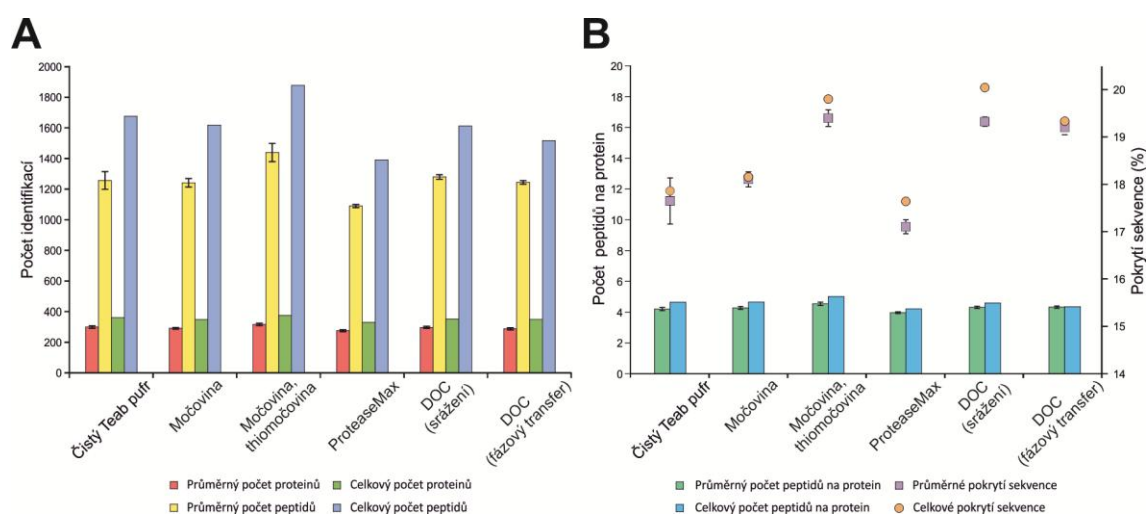 A
B
Počet identifikací
2000
1800
1600
1400
1200
1000
800
600
400
200
0
Čistý Teab pufr
Močovina
Močovina,
thiomočovina
ProteaseMax
DOC
(srážení)
DOC
(fázový transfer)
Průměrný počet proteinů
Celkový počet proteinů
Průměrný počet peptidů
Celkový počet peptidů
Počet peptidů na protein
20
18
16
14
12
10
8
6
4
2
0
Pokrytí sekvence (%)
20
19
18
17
16
15
14
Čistý Teab pufr
Močovina
Močovina,
thiomočovina
ProteaseMax
DOC
(srážení)
DOC
(fázový transfer)
Průměrný počet peptidů na protein
Průměrné pokrytí sekvence
Celkový počet peptidů na protein
Celkové pokrytí sekvence